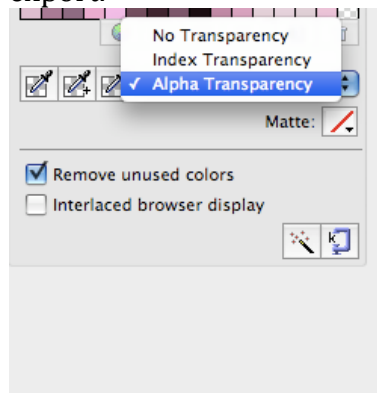 No Transparency
Index Transparency
✓ Alpha Transparency
Matte:
Remove unused colors
Interlaced browser display
K